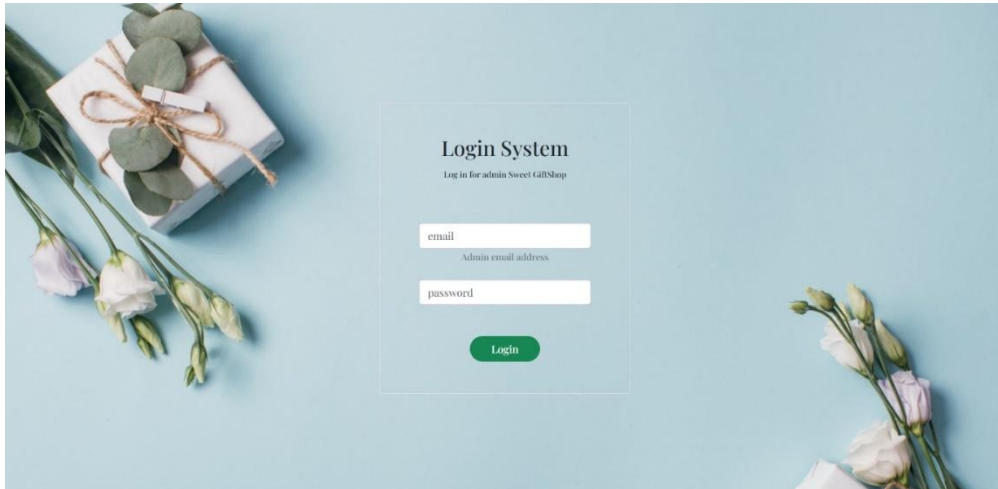 Login System
Log in for admin Sweet GiftShop
email
Admin email address
password
Login